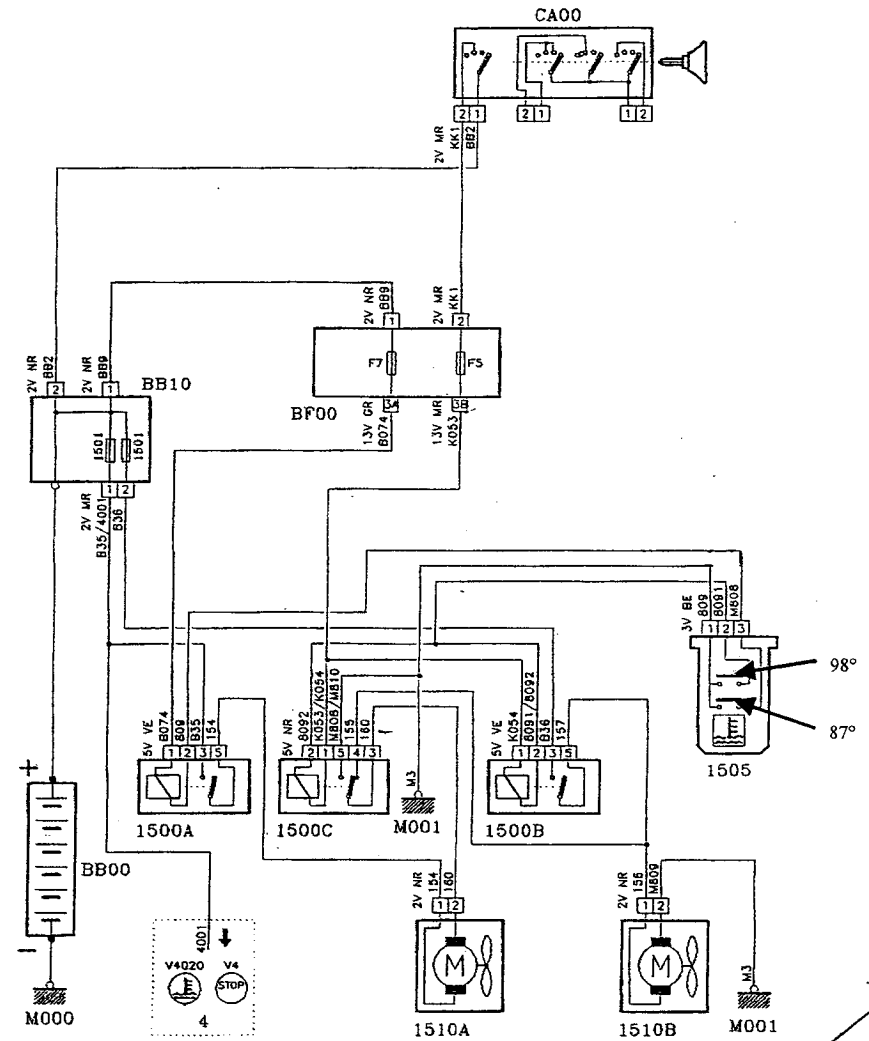 CA00
2 1
2 1
1 2
2V MR
KK1
BB2
2V NR
BB9
2V MR
KK1
1
2
F7
F5
BF00
3A
3B
13V GR
B074
13V MR
K053
2V NR
BB2
2V NR
BB9
2
1
BB10
1501
1501
1 2
2V MR
B35/4001
B36
3V BE
809
8091
M808
1 2 3
98°
87°
1505
5V VE
B074
809
B35
154
1 2 3 5
1500A
5V NR
8092
K053/K054
M808/M810
155
160
2 1 5 4 3
1500C
M3
M001
5V VE
K054
8091/8092
B36
157
1 2 3 5
1500B
+
BB00
−
M000
4001
V4020
V4
STOP
4
2V NR
154
160
1 2
M
1510A
2V NR
156
M809
1 2
M
1510B
M3
M001